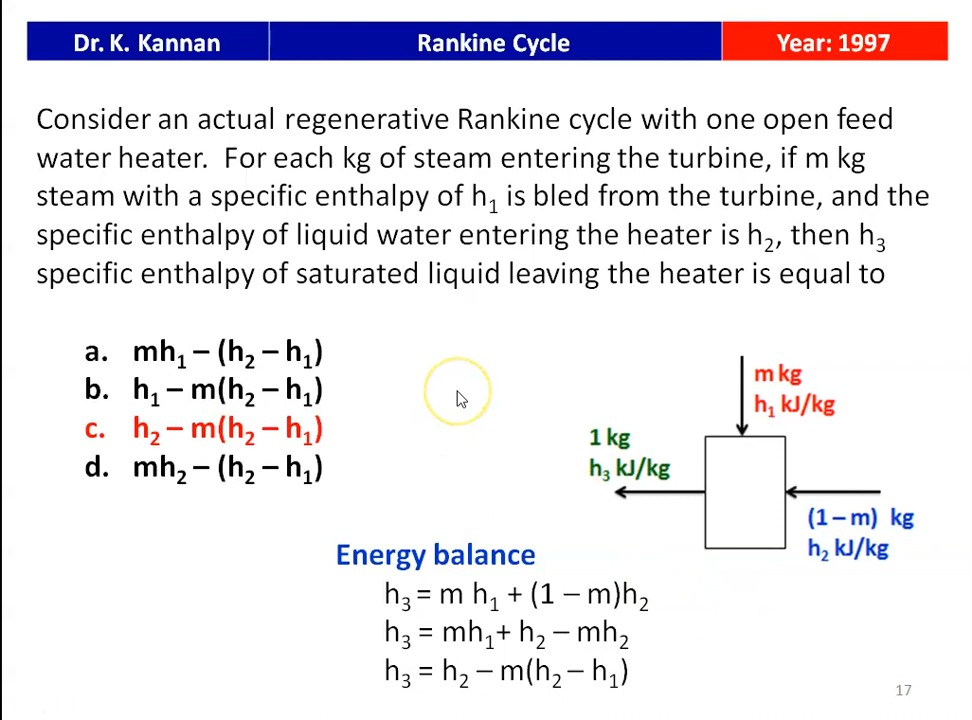 Dr. K. Kannan Rankine Cycle Year: 1997
Consider an actual regenerative Rankine cycle with one open feed
water heater. For each kg of steam entering the turbine, if m kg
steam with a specific enthalpy of h₁ is bled from the turbine, and the
specific enthalpy of liquid water entering the heater is h₂, then h₃
specific enthalpy of saturated liquid leaving the heater is equal to
a. mh₁ – (h₂ – h₁)
b. h₁ – m(h₂ – h₁)
c. h₂ – m(h₂ – h₁)
d. mh₂ – (h₂ – h₁)
m kg
h₁ kJ/kg
1 kg
h₃ kJ/kg
(1 – m) kg
h₂ kJ/kg
Energy balance
h₃ = m h₁ + (1 – m)h₂
h₃ = mh₁+ h₂ – mh₂
h₃ = h₂ – m(h₂ – h₁)
17